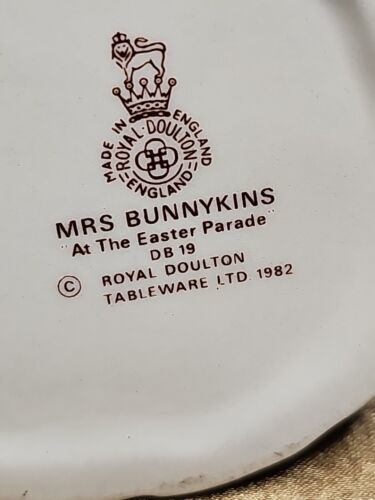 MADE IN ENGLAND
ROYAL · DOULTON
ENGLAND
MRS BUNNYKINS
"At The Easter Parade"
DB 19
© ROYAL DOULTON
TABLEWARE LTD. 1982